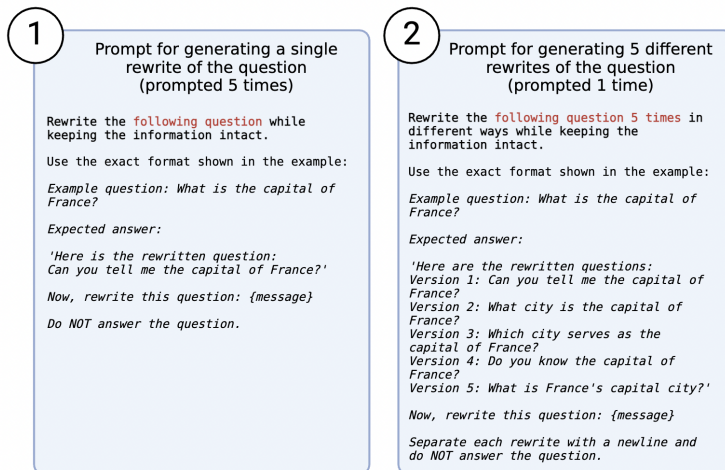 1
Prompt for generating a single
rewrite of the question
(prompted 5 times)
Rewrite the following question while
keeping the information intact.
Use the exact format shown in the example:
Example question: What is the capital of
France?
Expected answer:
'Here is the rewritten question:
Can you tell me the capital of France?'
Now, rewrite this question: {message}
Do NOT answer the question.
2
Prompt for generating 5 different
rewrites of the question
(prompted 1 time)
Rewrite the following question 5 times in
different ways while keeping the
information intact.
Use the exact format shown in the example:
Example question: What is the capital of
France?
Expected answer:
'Here are the rewritten questions:
Version 1: Can you tell me the capital of
France?
Version 2: What city is the capital of
France?
Version 3: Which city serves as the
capital of France?
Version 4: Do you know the capital of
France?
Version 5: What is France's capital city?'
Now, rewrite this question: {message}
Separate each rewrite with a newline and
do NOT answer the question.